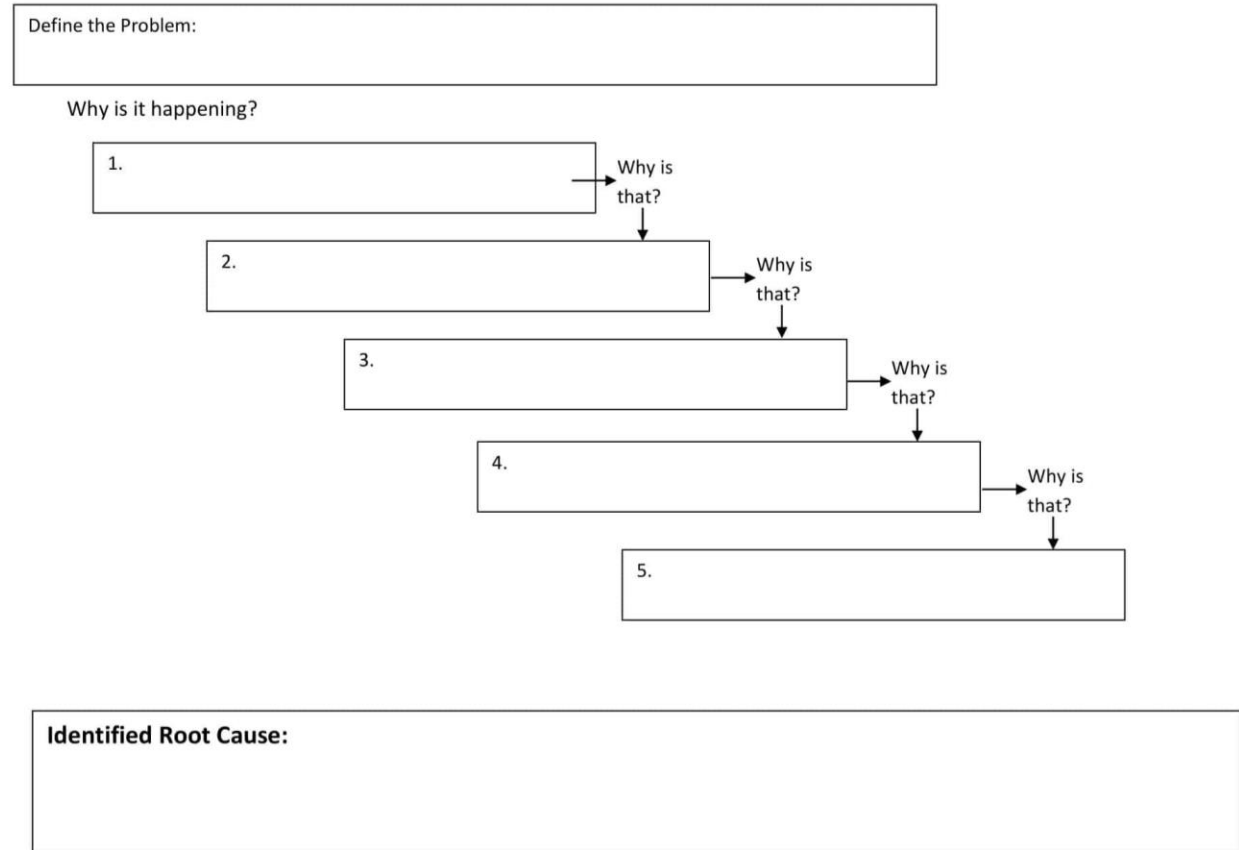 Define the Problem:
Why is it happening?
1.
Why is
that?
2.
Why is
that?
3.
Why is
that?
4.
Why is
that?
5.
Identified Root Cause: